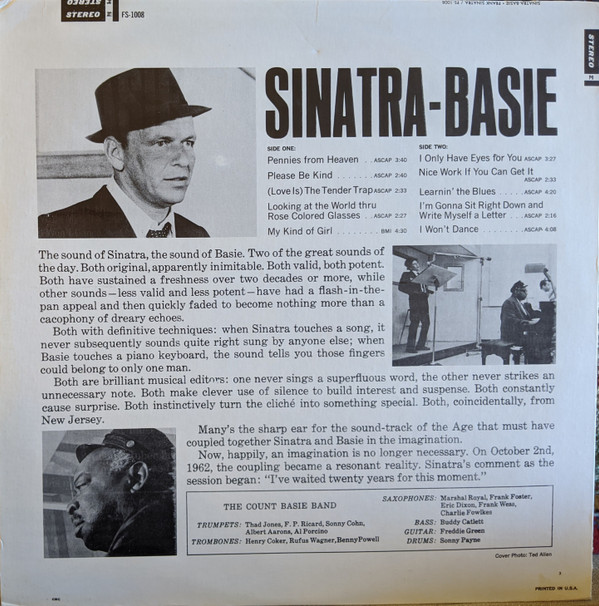 STEREO FS-1008
SINATRA-BASIE • FRANK SINATRA / FS-1008
STEREO
SINATRA-BASIE
SIDE ONE:
Pennies from Heaven . . ASCAP 3:40
Please Be Kind . . . . . ASCAP 2:40
(Love Is) The Tender Trap ASCAP 2:33
Looking at the World thru
Rose Colored Glasses . . ASCAP 2:27
My Kind of Girl . . . . . . . BMI 4:30
SIDE TWO:
I Only Have Eyes for You ASCAP 3:27
Nice Work If You Can Get It
ASCAP 2:33
Learnin' the Blues . . . . ASCAP 4:20
I'm Gonna Sit Right Down and
Write Myself a Letter . . . ASCAP 2:16
I Won't Dance . . . . . . ASCAP 4:08
The sound of Sinatra, the sound of Basie. Two of the great sounds of
the day. Both original, apparently inimitable. Both valid, both potent.
Both have sustained a freshness over two decades or more, while
other sounds—less valid and less potent—have had a flash-in-the-
pan appeal and then quickly faded to become nothing more than a
cacophony of dreary echoes.
Both with definitive techniques: when Sinatra touches a song, it
never subsequently sounds quite right sung by anyone else; when
Basie touches a piano keyboard, the sound tells you those fingers
could belong to only one man.
Both are brilliant musical editors: one never sings a superfluous word, the other never strikes an
unnecessary note. Both make clever use of silence to build interest and suspense. Both constantly
cause surprise. Both instinctively turn the cliché into something special. Both, coincidentally, from
New Jersey.
Many's the sharp ear for the sound-track of the Age that must have
coupled together Sinatra and Basie in the imagination.
Now, happily, an imagination is no longer necessary. On October 2nd,
1962, the coupling became a resonant reality. Sinatra's comment as the
session began: "I've waited twenty years for this moment."
THE COUNT BASIE BAND
TRUMPETS: Thad Jones, F. P. Ricard, Sonny Cohn,
Albert Aarons, Al Porcino
TROMBONES: Henry Coker, Rufus Wagner, Benny Powell
SAXOPHONES: Marshal Royal, Frank Foster,
Eric Dixon, Frank Wess,
Charlie Fowlkes
BASS: Buddy Catlett
GUITAR: Freddie Green
DRUMS: Sonny Payne
Cover Photo: Ted Allen
PRINTED IN U.S.A.